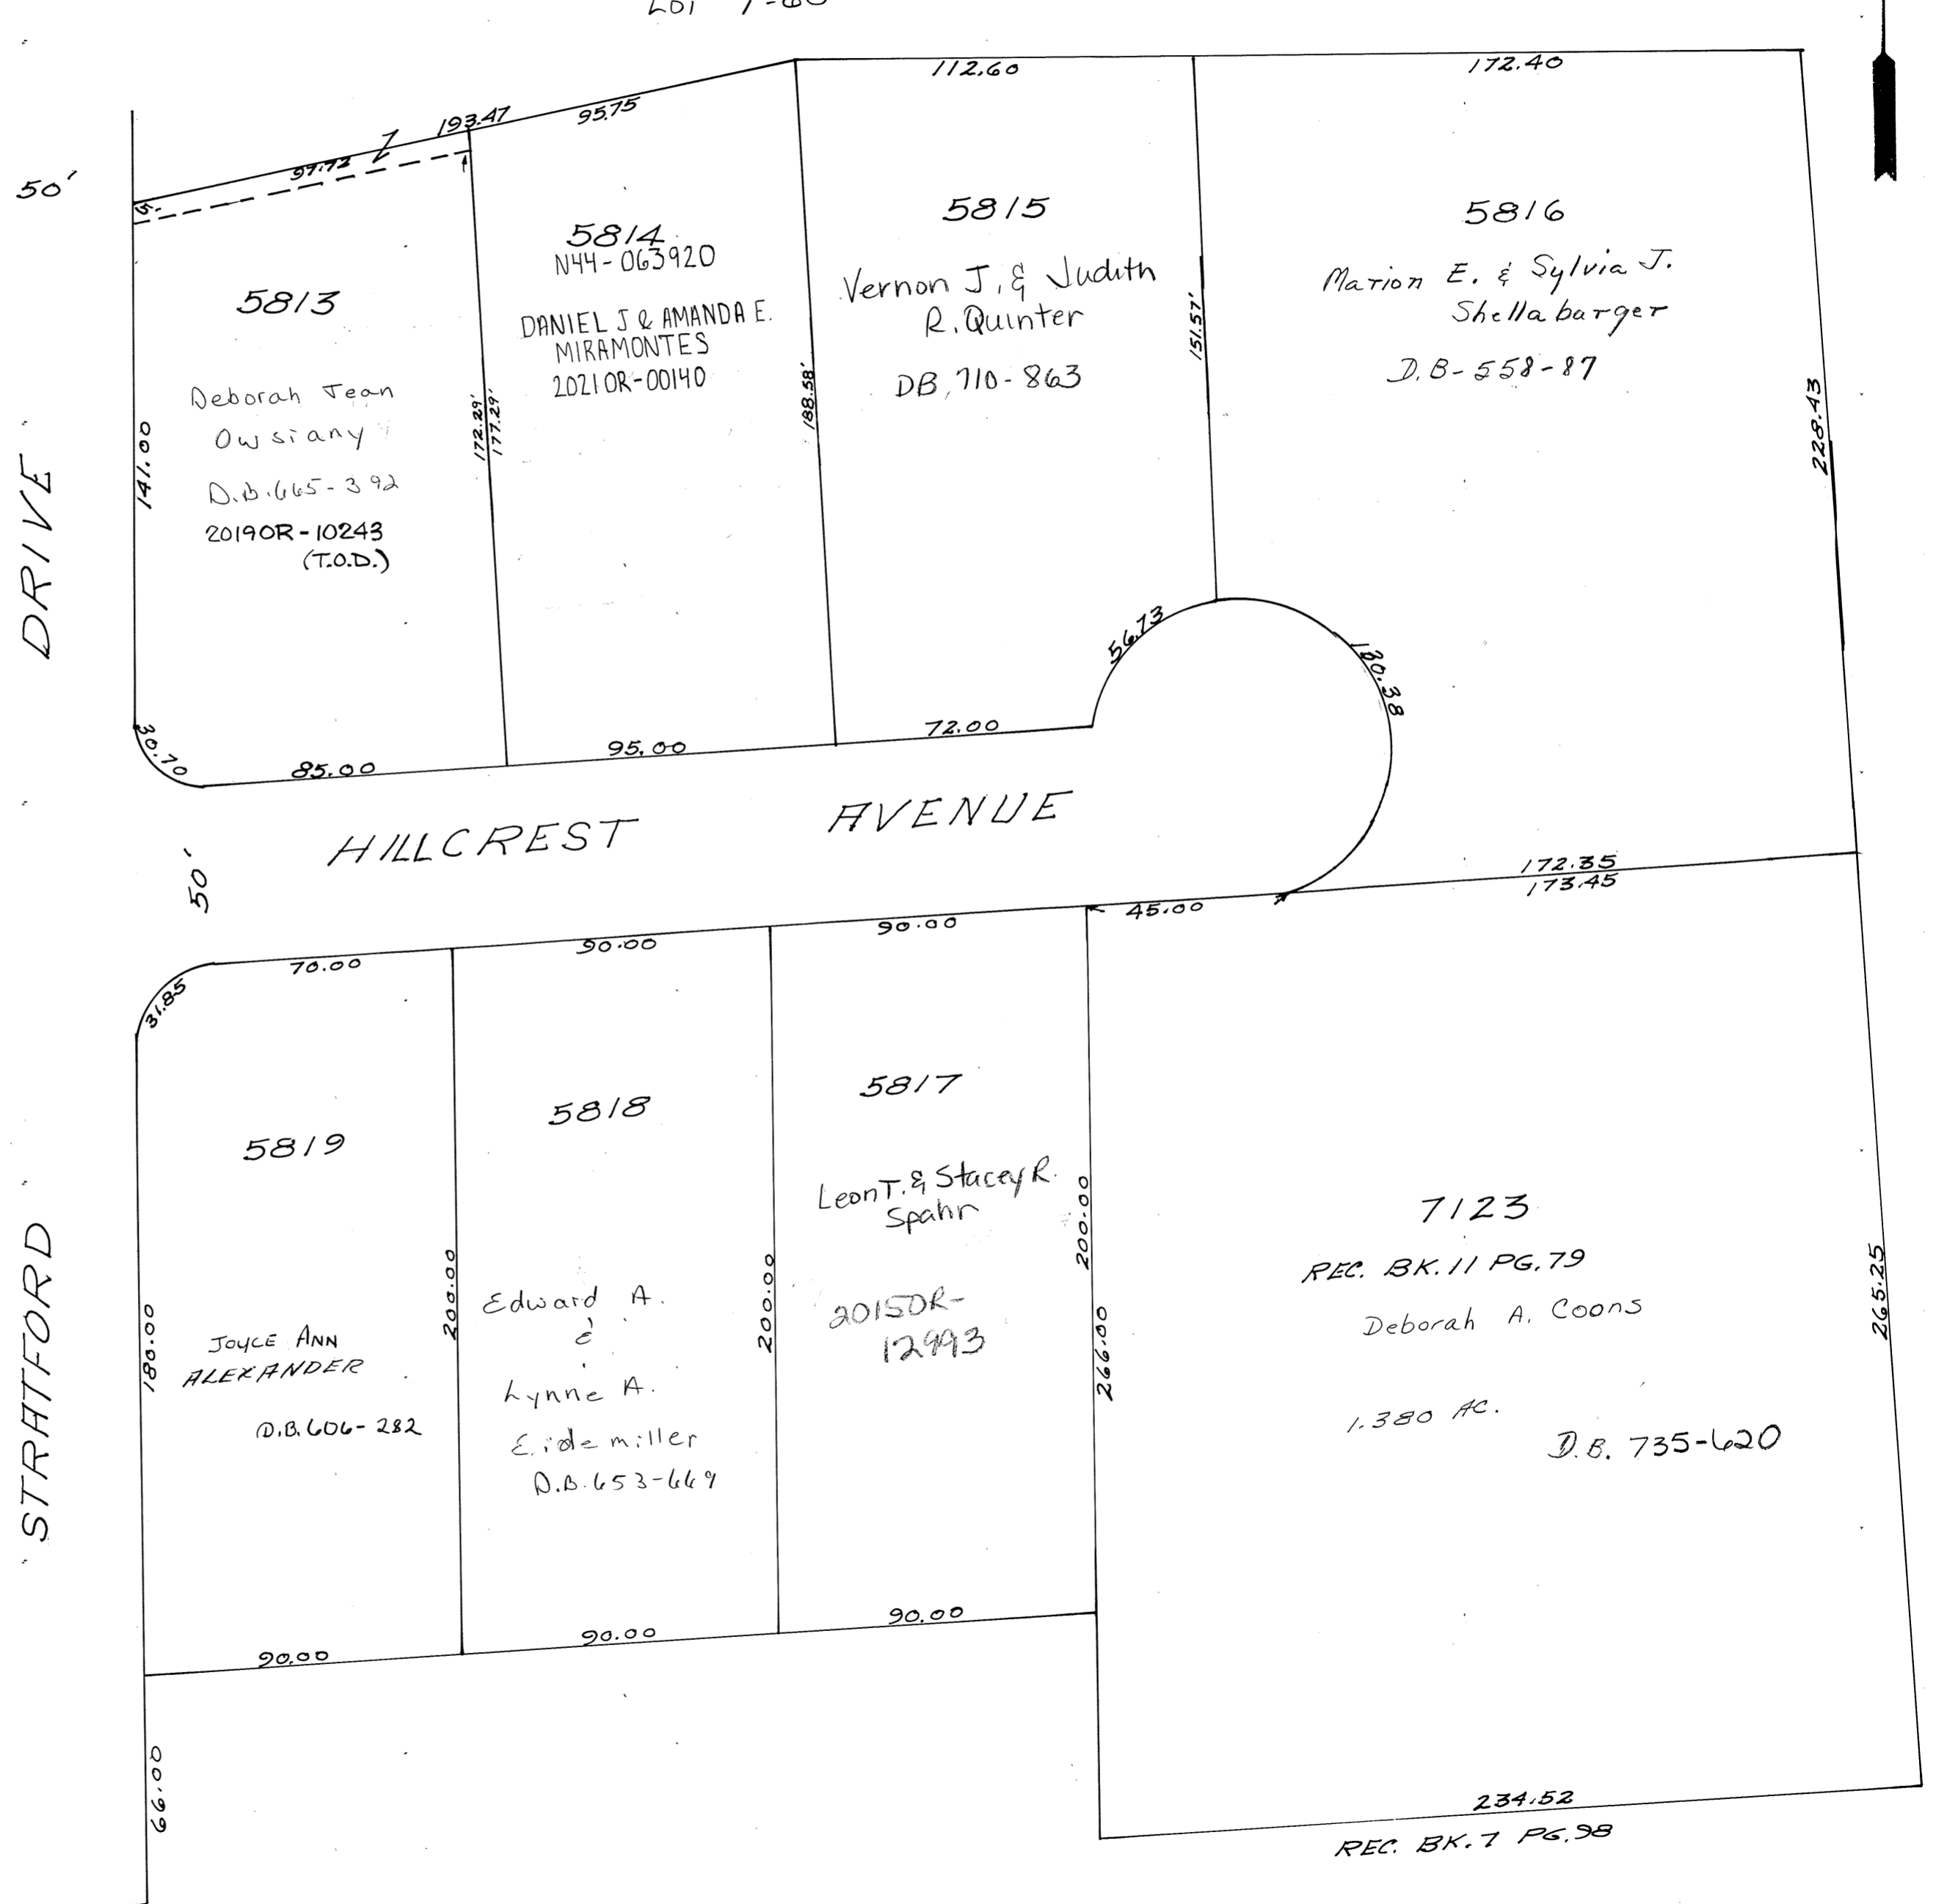 LOT 7-60
112.60
172.40
193.47
95.75
97.72
7
5.
50'
5813
Deborah Jean
Owsiany
D.B. 665-392
2019OR-10243
(T.O.D.)
141.00
172.29'
177.29'
5814
N44-063920
DANIEL J & AMANDA E.
MIRAMONTES
2021OR-00140
188.58'
5815
Vernon J. & Judith
R. Quinter
DB, 710-863
151.57'
5816
Marion E. & Sylvia J.
Shellabarger
D.B-558-87
228.43
DRIVE
30.70
85.00
95.00
72.00
56.73
130.38
HILLCREST AVENUE
50'
172.35
173.45
45.00
90.00
90.00
70.00
31.85
5819
JOYCE ANN
ALEXANDER
D.B. 606-282
180.00
200.00
5818
Edward A.
&
Lynne A.
Eidemiller
D.B. 653-669
200.00
5817
Leon T. & Stacey R.
Spahr
2015OR-
12993
200.00
266.00
7123
REC. BK. 11 PG. 79
Deborah A. Coons
1.380 AC.
D.B. 735-620
265.25
STRATFORD
90.00
90.00
90.00
69.00
234.52
REC. BK. 7 PG. 98